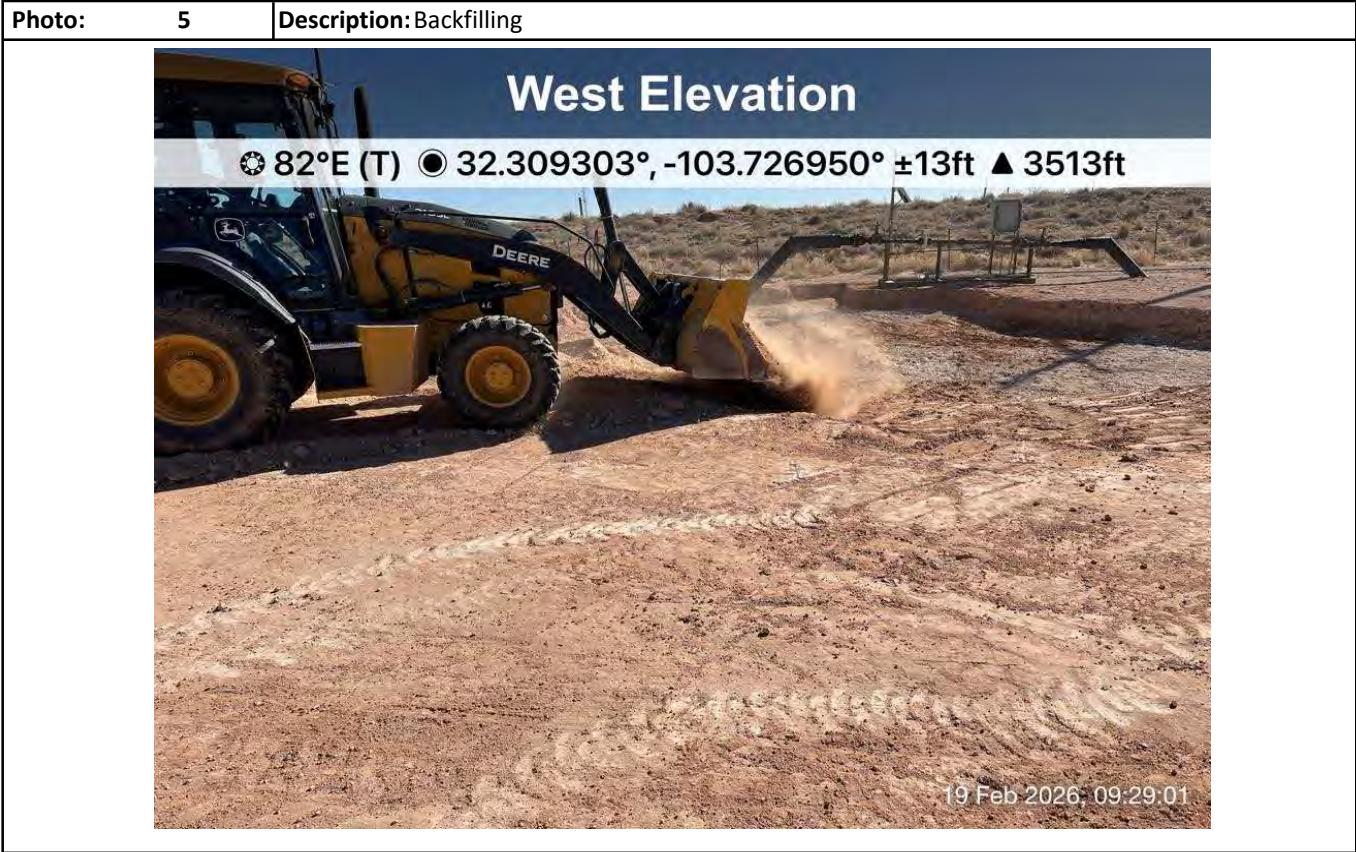 Photo: 5 Description: Backfilling
West Elevation
82°E (T) 32.309303°, -103.726950° ±13ft ▲ 3513ft
DEERE
19 Feb 2026, 09:29:01